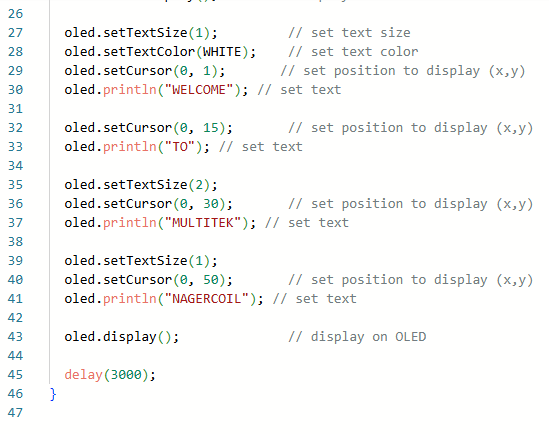 26
27 oled.setTextSize(1); // set text size
28 oled.setTextColor(WHITE); // set text color
29 oled.setCursor(0, 1); // set position to display (x,y)
30 oled.println("WELCOME"); // set text
31
32 oled.setCursor(0, 15); // set position to display (x,y)
33 oled.println("TO"); // set text
34
35 oled.setTextSize(2);
36 oled.setCursor(0, 30); // set position to display (x,y)
37 oled.println("MULTITEK"); // set text
38
39 oled.setTextSize(1);
40 oled.setCursor(0, 50); // set position to display (x,y)
41 oled.println("NAGERCOIL"); // set text
42
43 oled.display(); // display on OLED
44
45 delay(3000);
46 }
47